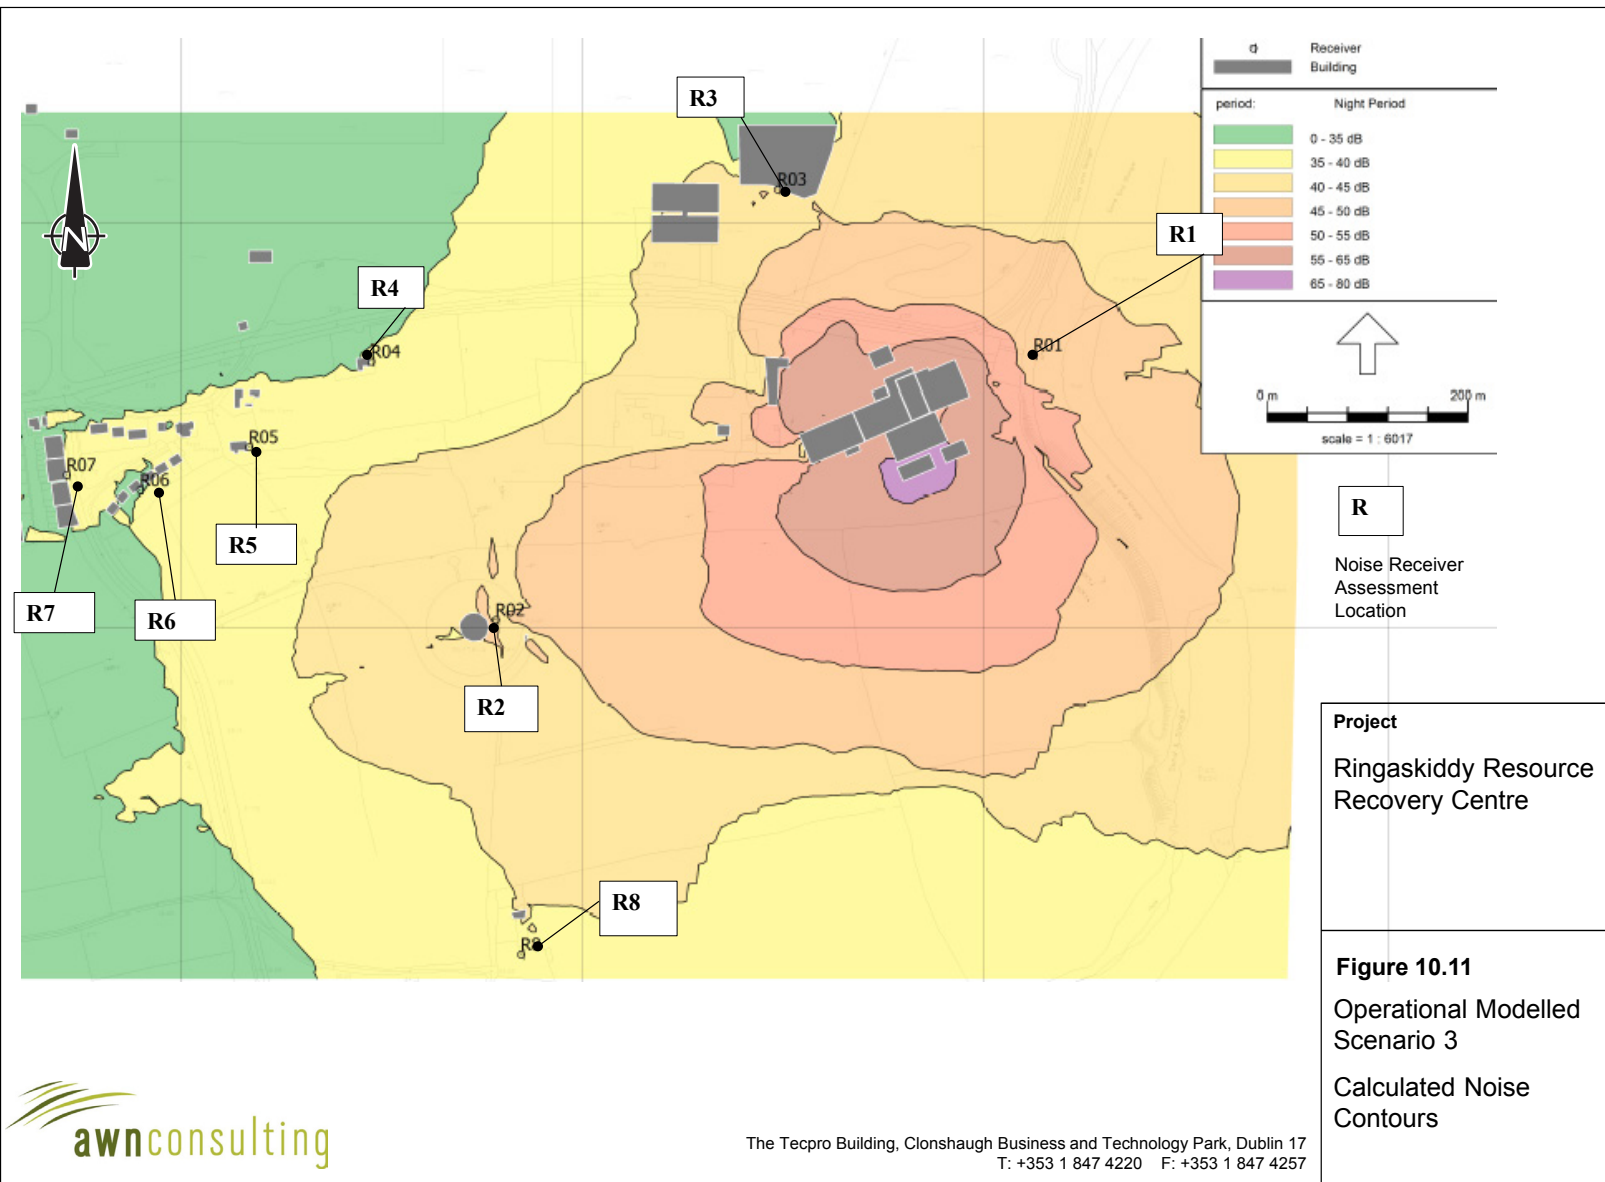 Receiver
Building
period: Night Period
0 - 35 dB
35 - 40 dB
40 - 45 dB
45 - 50 dB
50 - 55 dB
55 - 65 dB
65 - 80 dB
0 m 200 m
scale = 1 : 6017
R3
R03
R1
R01
R4
R04
R05
R5
R07
R7
R06
R6
R02
R2
R8
N
R
Noise Receiver
Assessment
Location
Project
Ringaskiddy Resource
Recovery Centre
Figure 10.11
Operational Modelled
Scenario 3
Calculated Noise
Contours
awnconsulting
The Tecpro Building, Clonshaugh Business and Technology Park, Dublin 17
T: +353 1 847 4220 F: +353 1 847 4257